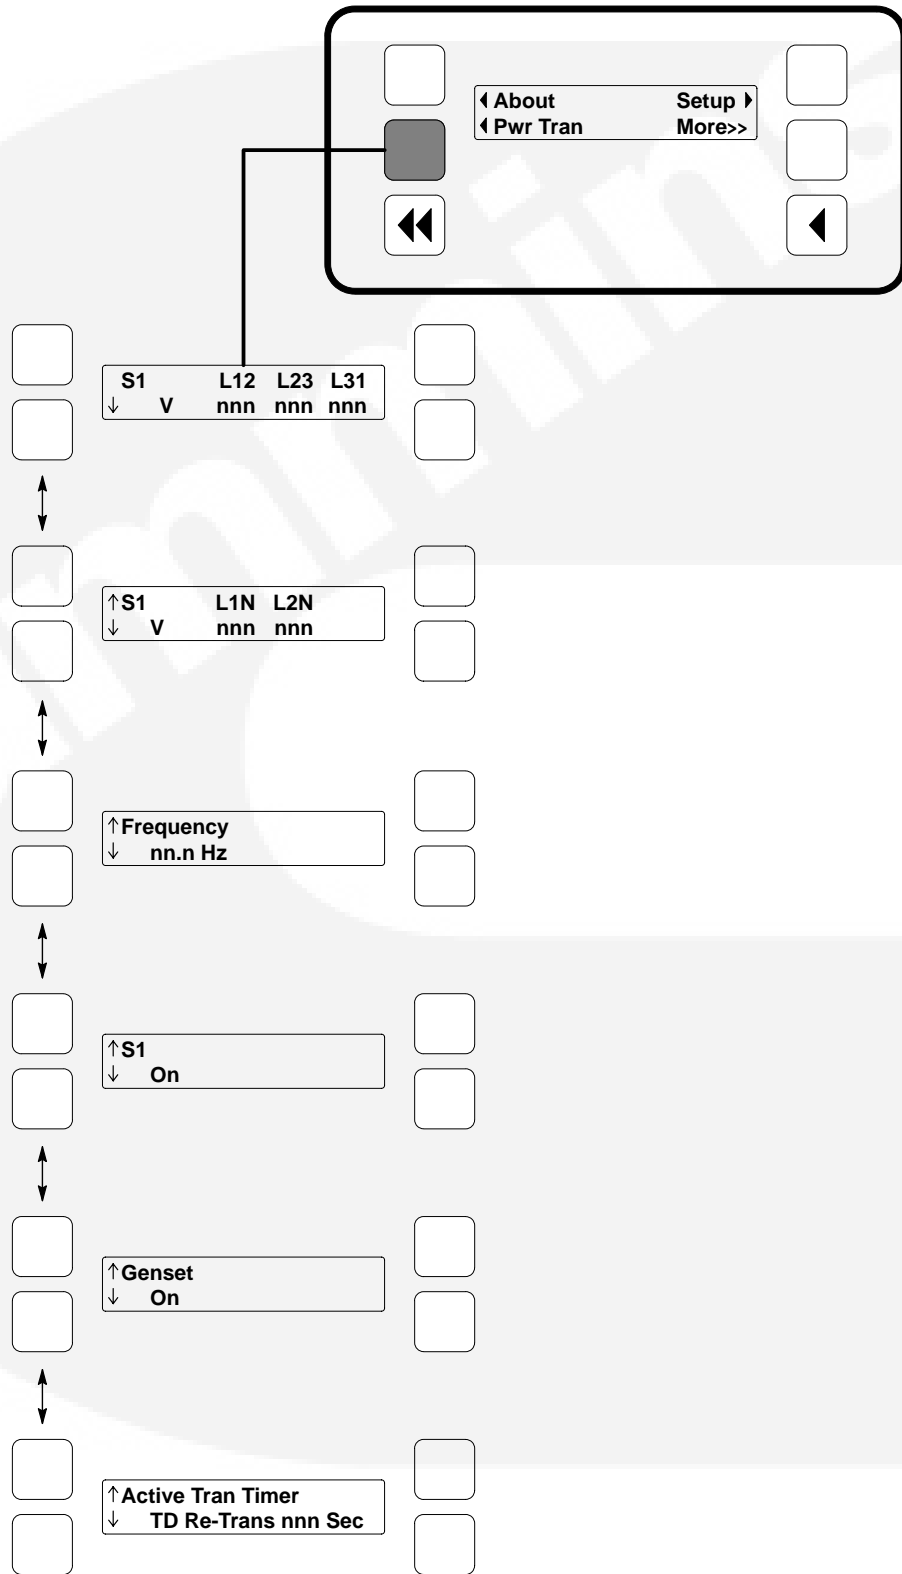 About Setup
Pwr Tran More>>
S1 L12 L23 L31
↓ V nnn nnn nnn
↑S1 L1N L2N
↓ V nnn nnn
↑Frequency
↓ nn.n Hz
↑S1
↓ On
↑Genset
↓ On
↑Active Tran Timer
↓ TD Re-Trans nnn Sec